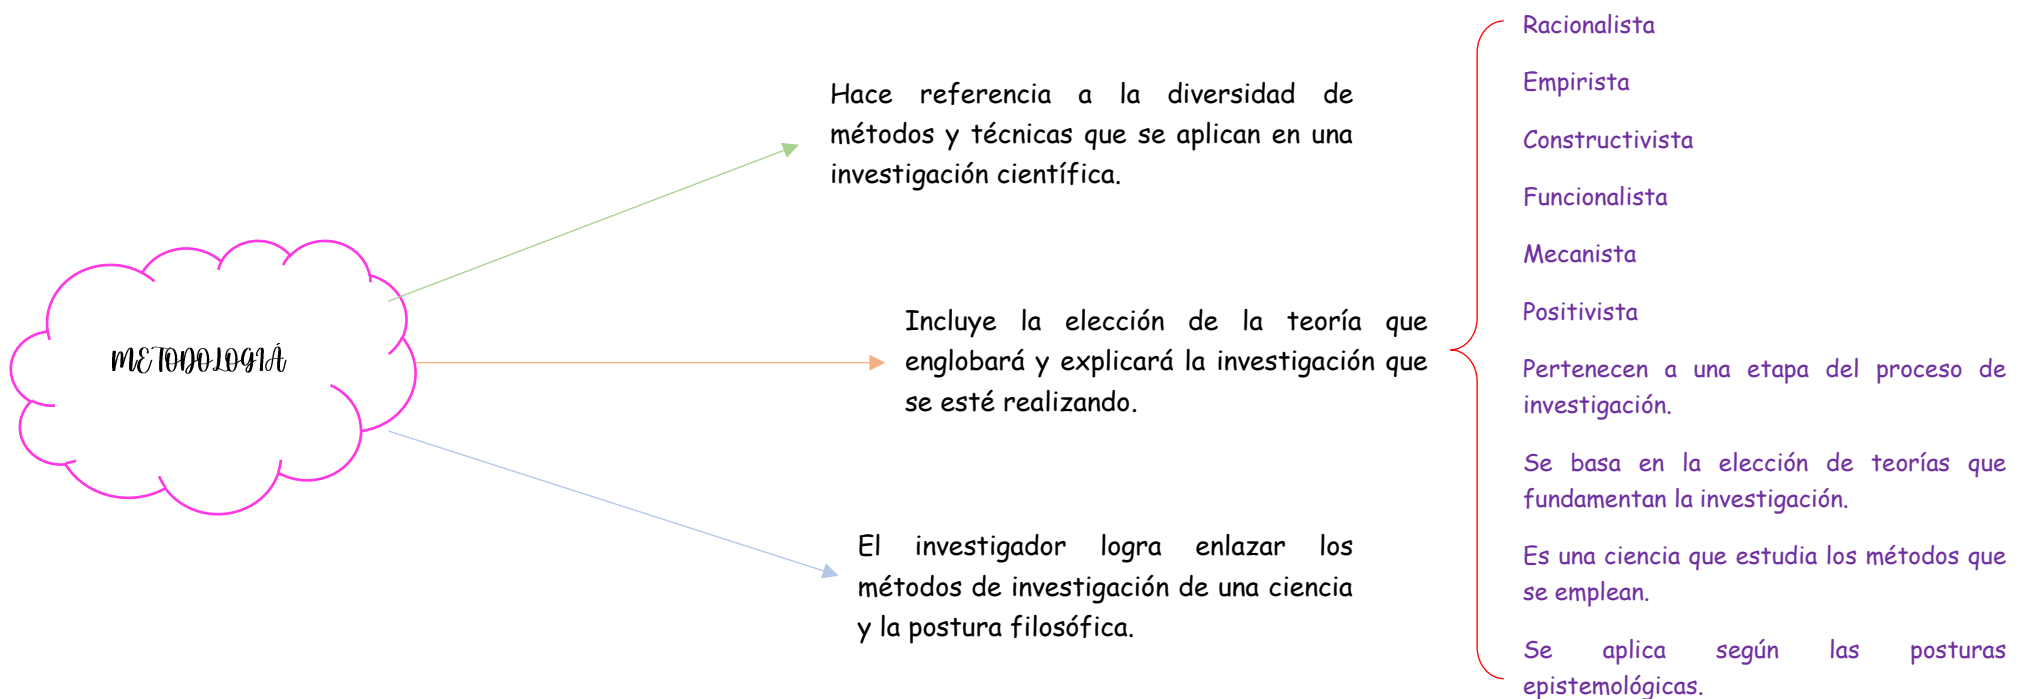 METODOLOGIÁ
Hace referencia a la diversidad de
métodos y técnicas que se aplican en una
investigación científica.
Incluye la elección de la teoría que
englobará y explicará la investigación que
se esté realizando.
El investigador logra enlazar los
métodos de investigación de una ciencia
y la postura filosófica.
Racionalista
Empirista
Constructivista
Funcionalista
Mecanista
Positivista
Pertenecen a una etapa del proceso de
investigación.
Se basa en la elección de teorías que
fundamentan la investigación.
Es una ciencia que estudia los métodos que
se emplean.
Se aplica según las posturas
epistemológicas.